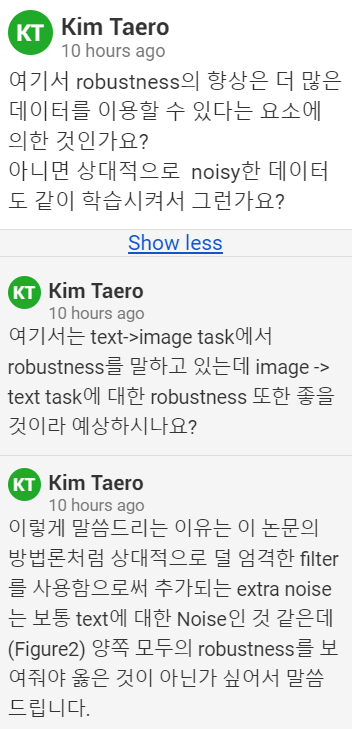 KT Kim Taero
10 hours ago
여기서 robustness의 향상은 더 많은
데이터를 이용할 수 있다는 요소에
의한 것인가요?
아니면 상대적으로 noisy한 데이터
도 같이 학습시켜서 그런가요?
Show less
KT Kim Taero
10 hours ago
여기서는 text->image task에서
robustness를 말하고 있는데 image ->
text task에 대한 robustness 또한 좋을
것이라 예상하시나요?
KT Kim Taero
10 hours ago
이렇게 말씀드리는 이유는 이 논문의
방법론처럼 상대적으로 덜 엄격한 filter
를 사용함으로써 추가되는 extra noise
는 보통 text에 대한 Noise인 것 같은데
(Figure2) 양쪽 모두의 robustness를 보
여줘야 옳은 것이 아닌가 싶어서 말씀
드립니다.